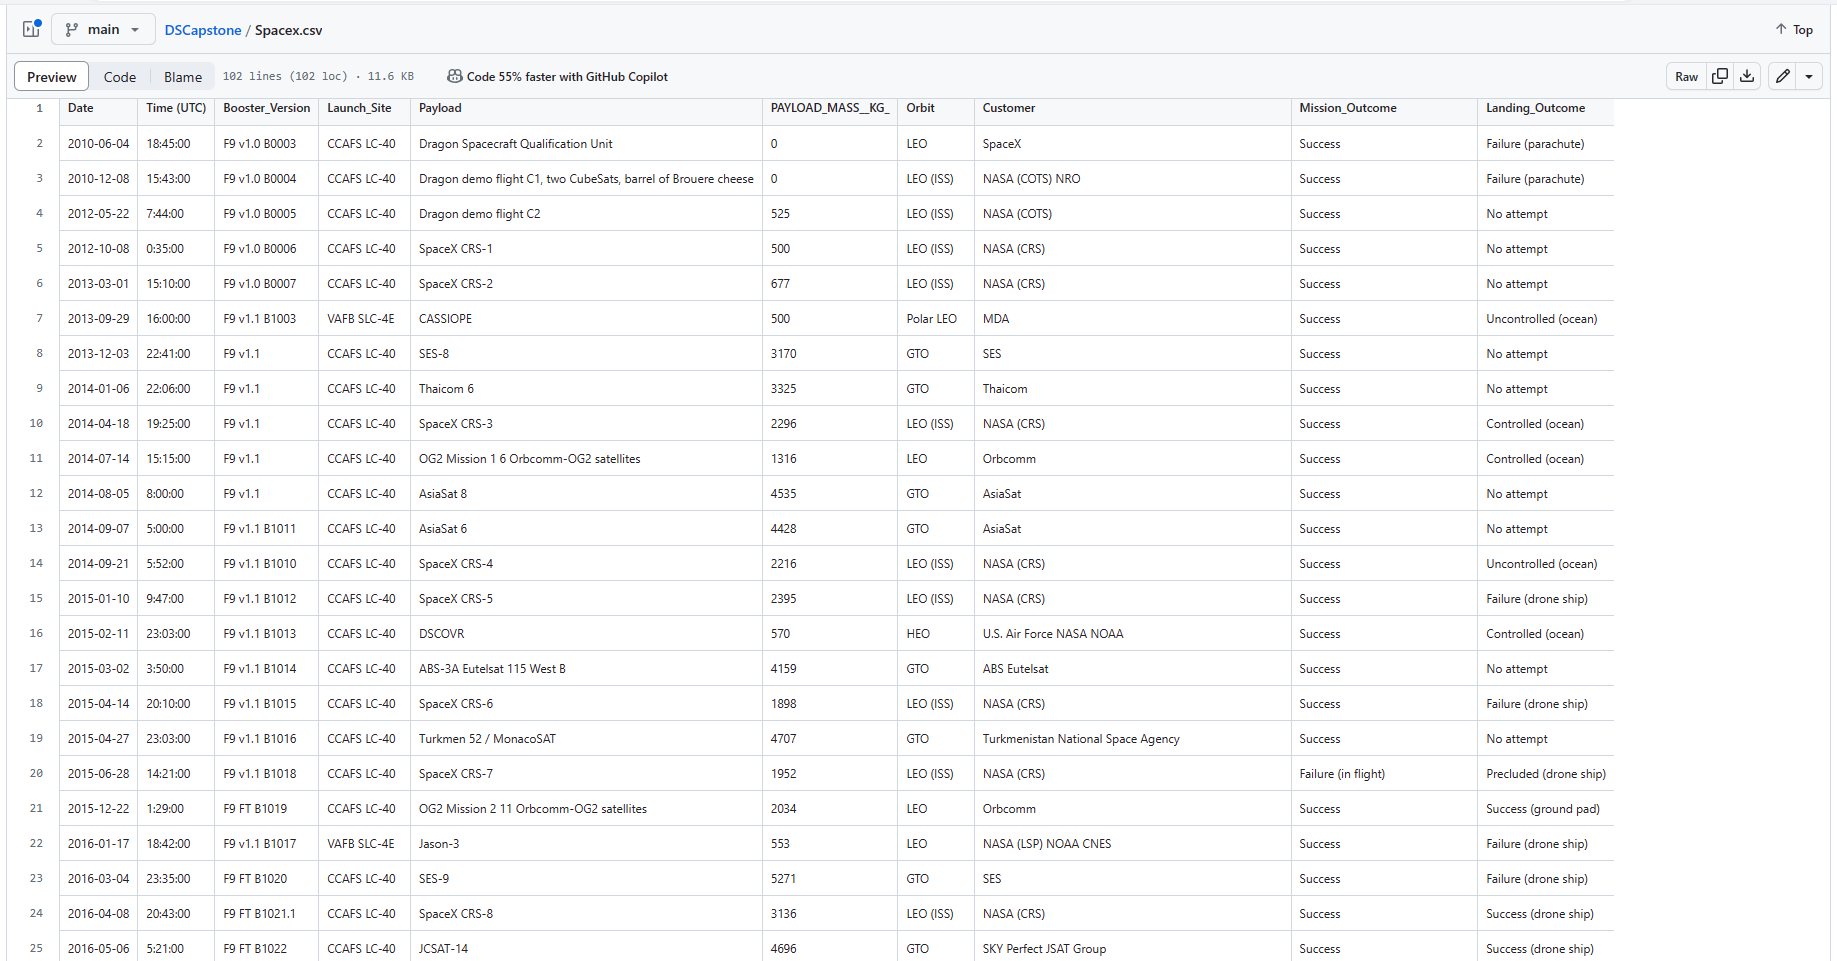 main DSCapstone / Spacex.csv Top
Preview Code Blame 102 lines (102 loc) · 11.6 KB Code 55% faster with GitHub Copilot Raw
1 Date Time (UTC) Booster_Version Launch_Site Payload PAYLOAD_MASS__KG_ Orbit Customer Mission_Outcome Landing_Outcome
2 2010-06-04 18:45:00 F9 v1.0 B0003 CCAFS LC-40 Dragon Spacecraft Qualification Unit 0 LEO SpaceX Success Failure (parachute)
3 2010-12-08 15:43:00 F9 v1.0 B0004 CCAFS LC-40 Dragon demo flight C1, two CubeSats, barrel of Brouere cheese 0 LEO (ISS) NASA (COTS) NRO Success Failure (parachute)
4 2012-05-22 7:44:00 F9 v1.0 B0005 CCAFS LC-40 Dragon demo flight C2 525 LEO (ISS) NASA (COTS) Success No attempt
5 2012-10-08 0:35:00 F9 v1.0 B0006 CCAFS LC-40 SpaceX CRS-1 500 LEO (ISS) NASA (CRS) Success No attempt
6 2013-03-01 15:10:00 F9 v1.0 B0007 CCAFS LC-40 SpaceX CRS-2 677 LEO (ISS) NASA (CRS) Success No attempt
7 2013-09-29 16:00:00 F9 v1.1 B1003 VAFB SLC-4E CASSIOPE 500 Polar LEO MDA Success Uncontrolled (ocean)
8 2013-12-03 22:41:00 F9 v1.1 CCAFS LC-40 SES-8 3170 GTO SES Success No attempt
9 2014-01-06 22:06:00 F9 v1.1 CCAFS LC-40 Thaicom 6 3325 GTO Thaicom Success No attempt
10 2014-04-18 19:25:00 F9 v1.1 CCAFS LC-40 SpaceX CRS-3 2296 LEO (ISS) NASA (CRS) Success Controlled (ocean)
11 2014-07-14 15:15:00 F9 v1.1 CCAFS LC-40 OG2 Mission 1 6 Orbcomm-OG2 satellites 1316 LEO Orbcomm Success Controlled (ocean)
12 2014-08-05 8:00:00 F9 v1.1 CCAFS LC-40 AsiaSat 8 4535 GTO AsiaSat Success No attempt
13 2014-09-07 5:00:00 F9 v1.1 B1011 CCAFS LC-40 AsiaSat 6 4428 GTO AsiaSat Success No attempt
14 2014-09-21 5:52:00 F9 v1.1 B1010 CCAFS LC-40 SpaceX CRS-4 2216 LEO (ISS) NASA (CRS) Success Uncontrolled (ocean)
15 2015-01-10 9:47:00 F9 v1.1 B1012 CCAFS LC-40 SpaceX CRS-5 2395 LEO (ISS) NASA (CRS) Success Failure (drone ship)
16 2015-02-11 23:03:00 F9 v1.1 B1013 CCAFS LC-40 DSCOVR 570 HEO U.S. Air Force NASA NOAA Success Controlled (ocean)
17 2015-03-02 3:50:00 F9 v1.1 B1014 CCAFS LC-40 ABS-3A Eutelsat 115 West B 4159 GTO ABS Eutelsat Success No attempt
18 2015-04-14 20:10:00 F9 v1.1 B1015 CCAFS LC-40 SpaceX CRS-6 1898 LEO (ISS) NASA (CRS) Success Failure (drone ship)
19 2015-04-27 23:03:00 F9 v1.1 B1016 CCAFS LC-40 Turkmen 52 / MonacoSAT 4707 GTO Turkmenistan National Space Agency Success No attempt
20 2015-06-28 14:21:00 F9 v1.1 B1018 CCAFS LC-40 SpaceX CRS-7 1952 LEO (ISS) NASA (CRS) Failure (in flight) Precluded (drone ship)
21 2015-12-22 1:29:00 F9 FT B1019 CCAFS LC-40 OG2 Mission 2 11 Orbcomm-OG2 satellites 2034 LEO Orbcomm Success Success (ground pad)
22 2016-01-17 18:42:00 F9 v1.1 B1017 VAFB SLC-4E Jason-3 553 LEO NASA (LSP) NOAA CNES Success Failure (drone ship)
23 2016-03-04 23:35:00 F9 FT B1020 CCAFS LC-40 SES-9 5271 GTO SES Success Failure (drone ship)
24 2016-04-08 20:43:00 F9 FT B1021.1 CCAFS LC-40 SpaceX CRS-8 3136 LEO (ISS) NASA (CRS) Success Success (drone ship)
25 2016-05-06 5:21:00 F9 FT B1022 CCAFS LC-40 JCSAT-14 4696 GTO SKY Perfect JSAT Group Success Success (drone ship)